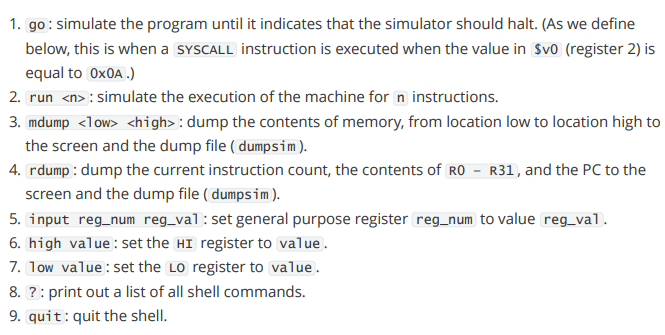 1. go: simulate the program until it indicates that the simulator should halt. (As we define
below, this is when a SYSCALL instruction is executed when the value in $v0 (register 2) is
equal to 0x0A.)
2. run <n>: simulate the execution of the machine for n instructions.
3. mdump <low> <high>: dump the contents of memory, from location low to location high to
the screen and the dump file (dumpsim).
4. rdump: dump the current instruction count, the contents of R0 – R31, and the PC to the
screen and the dump file (dumpsim).
5. input reg_num reg_val: set general purpose register reg_num to value reg_val.
6. high value: set the HI register to value.
7. low value: set the LO register to value.
8. ?: print out a list of all shell commands.
9. quit: quit the shell.